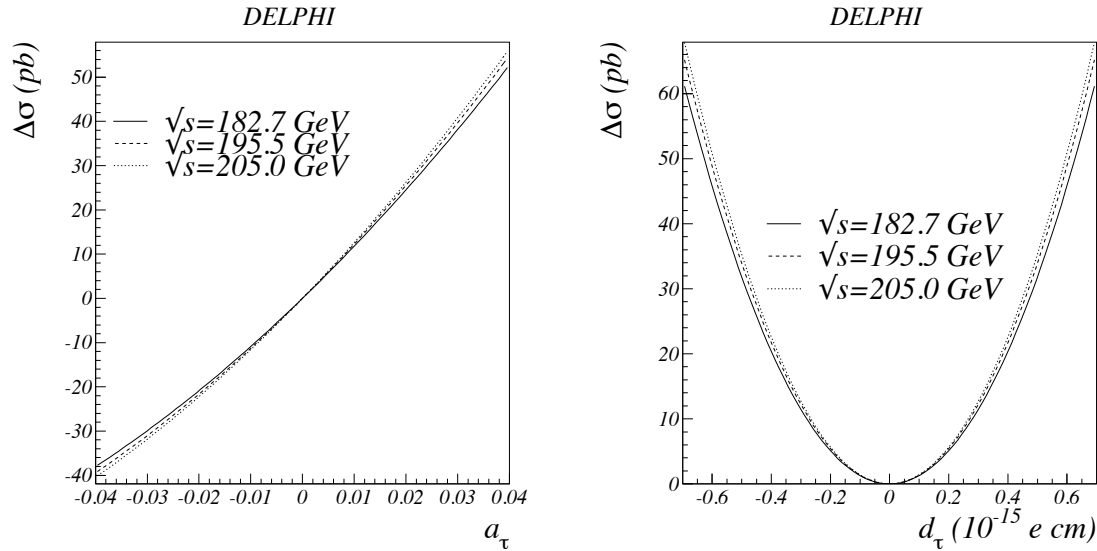 DELPHI
Δσ (pb)
50
40
30
20
10
0
-10
-20
-30
-40
√s=182.7 GeV
√s=195.5 GeV
√s=205.0 GeV
-0.04 -0.03 -0.02 -0.01 0 0.01 0.02 0.03 0.04
a_τ
DELPHI
Δσ (pb)
60
50
40
30
20
10
0
√s=182.7 GeV
√s=195.5 GeV
√s=205.0 GeV
-0.6 -0.4 -0.2 0 0.2 0.4 0.6
d_τ (10^-15 e cm)